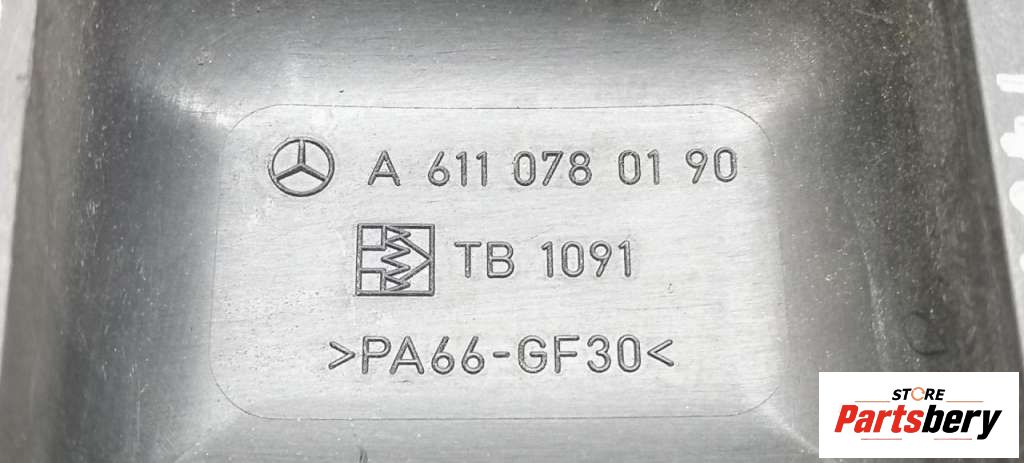 A 611 078 01 90
TB 1091
>PA66-GF30<
STORE
Partsbery